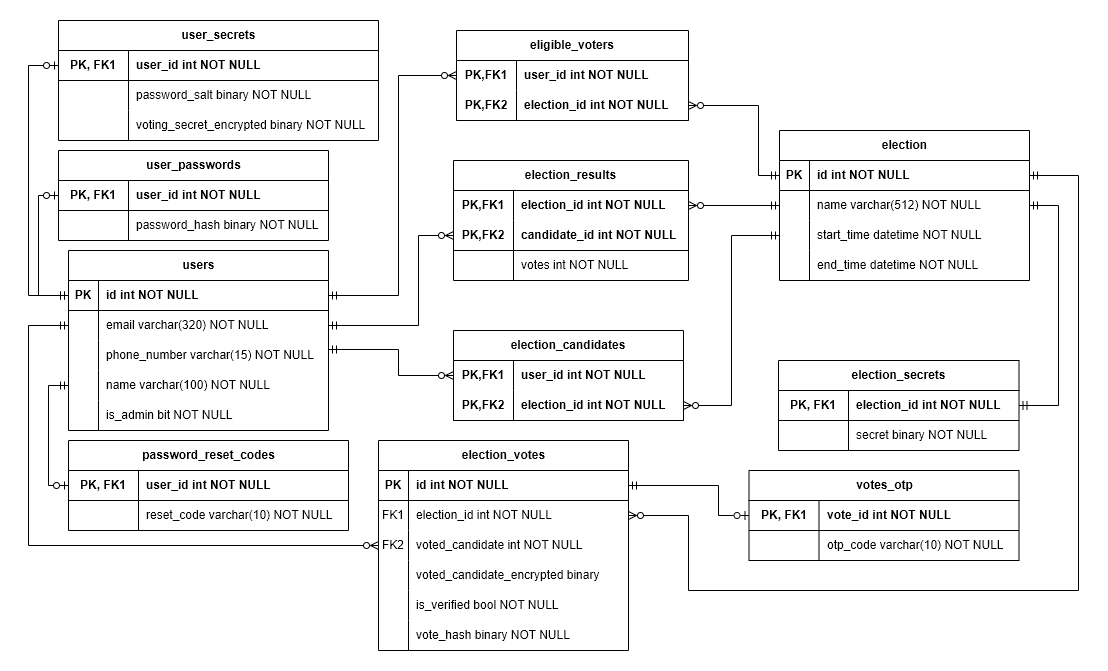 user_secrets
PK, FK1 user_id int NOT NULL
password_salt binary NOT NULL
voting_secret_encrypted binary NOT NULL
user_passwords
PK, FK1 user_id int NOT NULL
password_hash binary NOT NULL
users
PK id int NOT NULL
email varchar(320) NOT NULL
phone_number varchar(15) NOT NULL
name varchar(100) NOT NULL
is_admin bit NOT NULL
password_reset_codes
PK, FK1 user_id int NOT NULL
reset_code varchar(10) NOT NULL
eligible_voters
PK,FK1 user_id int NOT NULL
PK,FK2 election_id int NOT NULL
election_results
PK,FK1 election_id int NOT NULL
PK,FK2 candidate_id int NOT NULL
votes int NOT NULL
election_candidates
PK,FK1 user_id int NOT NULL
PK,FK2 election_id int NOT NULL
election_votes
PK id int NOT NULL
FK1 election_id int NOT NULL
FK2 voted_candidate int NOT NULL
voted_candidate_encrypted binary
is_verified bool NOT NULL
vote_hash binary NOT NULL
election
PK id int NOT NULL
name varchar(512) NOT NULL
start_time datetime NOT NULL
end_time datetime NOT NULL
election_secrets
PK, FK1 election_id int NOT NULL
secret binary NOT NULL
votes_otp
PK, FK1 vote_id int NOT NULL
otp_code varchar(10) NOT NULL